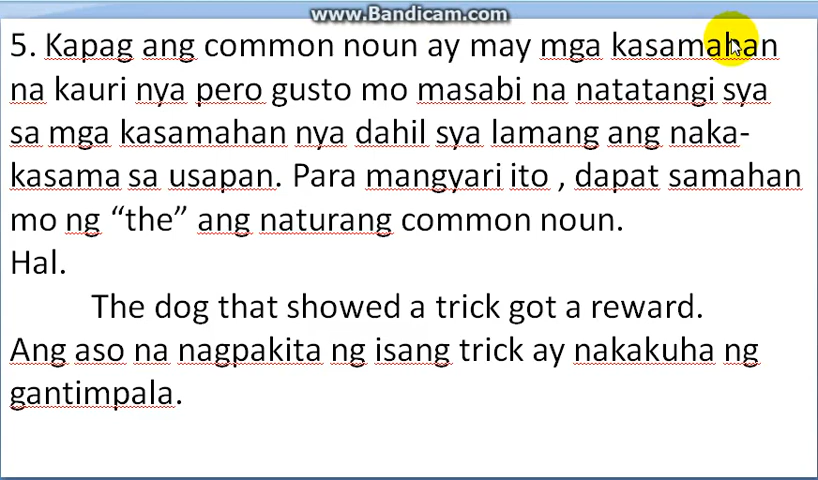 www.Bandicam.com
5. Kapag ang common noun ay may mga kasamahan
na kauri nya pero gusto mo masabi na natatangi sya
sa mga kasamahan nya dahil sya lamang ang naka-
kasama sa usapan. Para mangyari ito , dapat samahan
mo ng “the” ang naturang common noun.
Hal.
The dog that showed a trick got a reward.
Ang aso na nagpakita ng isang trick ay nakakuha ng
gantimpala.